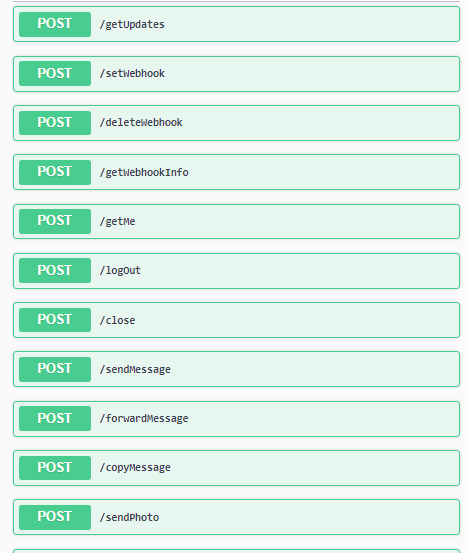 POST /getUpdates
POST /setWebhook
POST /deleteWebhook
POST /getWebhookInfo
POST /getMe
POST /logOut
POST /close
POST /sendMessage
POST /forwardMessage
POST /copyMessage
POST /sendPhoto